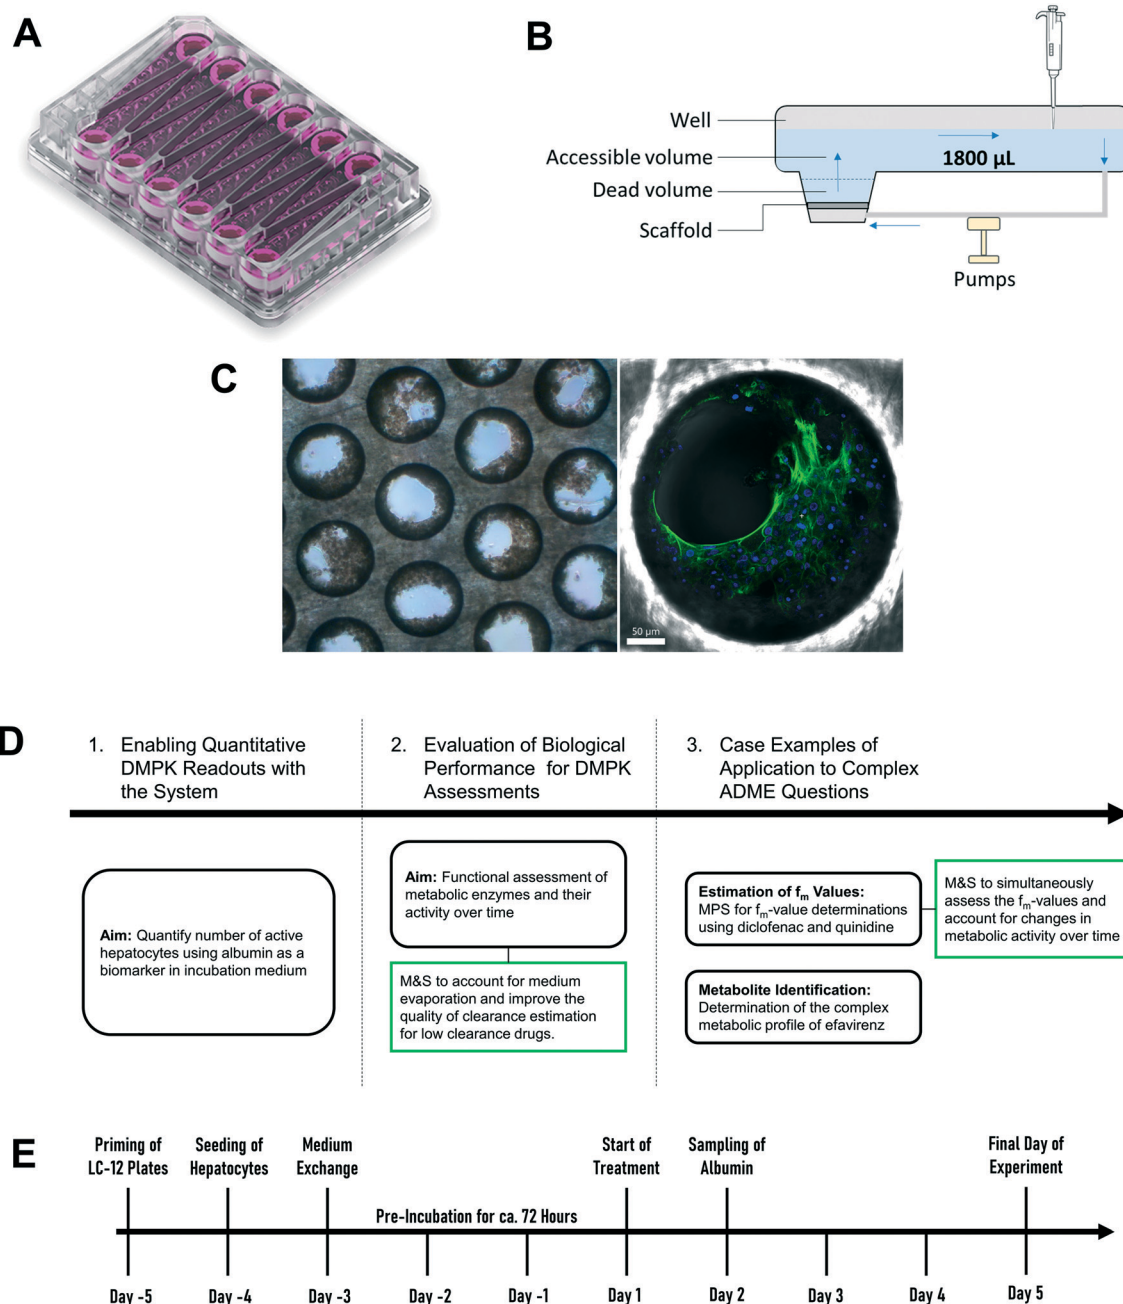 A
B
Well
Accessible volume
Dead volume
Scaffold
1800 µL
Pumps
C
50 µm
D
1. Enabling Quantitative
DMPK Readouts with
the System
2. Evaluation of Biological
Performance for DMPK
Assessments
3. Case Examples of
Application to Complex
ADME Questions
Aim: Quantify number of active
hepatocytes using albumin as a
biomarker in incubation medium
Aim: Functional assessment of
metabolic enzymes and their
activity over time
M&S to account for medium
evaporation and improve the
quality of clearance estimation
for low clearance drugs.
Estimation of fm Values:
MPS for fm-value determinations
using diclofenac and quinidine
M&S to simultaneously
assess the fm-values and
account for changes in
metabolic activity over time
Metabolite Identification:
Determination of the complex
metabolic profile of efavirenz
E
Priming of
LC-12 Plates
Seeding of
Hepatocytes
Medium
Exchange
Pre-Incubation for ca. 72 Hours
Start of
Treatment
Sampling of
Albumin
Final Day of
Experiment
Day -5
Day -4
Day -3
Day -2
Day -1
Day 1
Day 2
Day 3
Day 4
Day 5